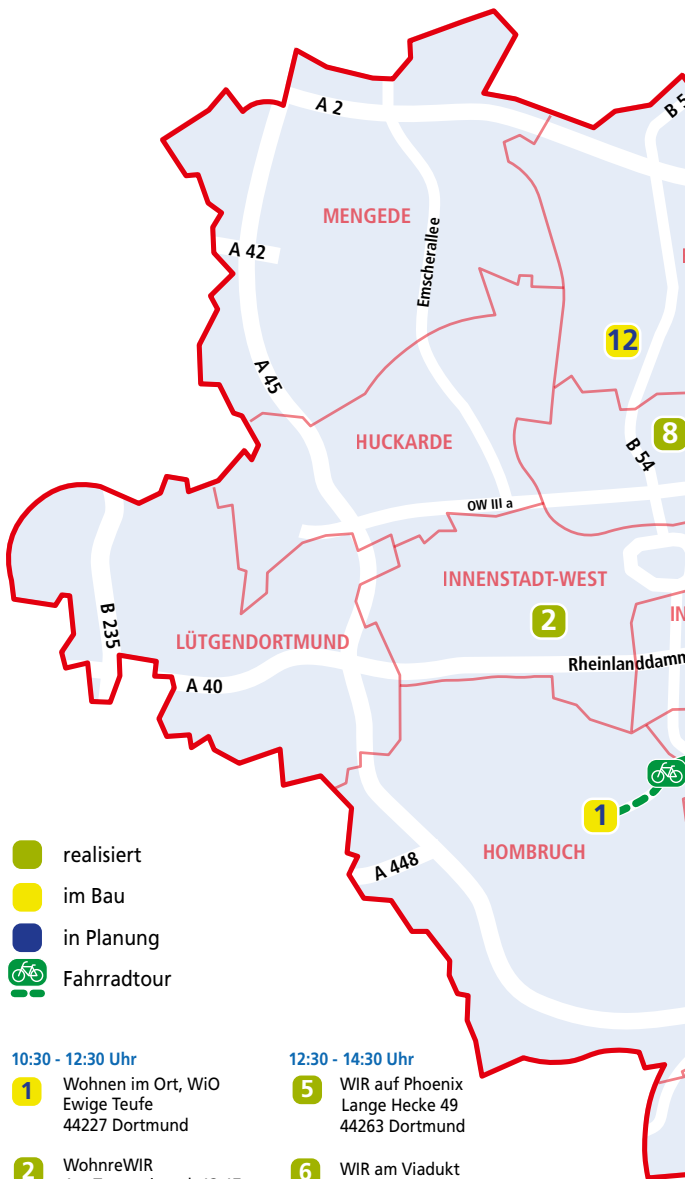 A 2
B 5
MENGEDE
Emscherallee
A 42
12
A 45
HUCKARDE
8
B 54
OW III a
INNENSTADT-WEST
2
IN
B 235
LÜTGENDORTMUND
Rheinlanddamm
A 40
1
HOMBRUCH
A 448
realisiert
im Bau
in Planung
Fahrradtour
10:30 - 12:30 Uhr
1 Wohnen im Ort, WiO
Ewige Teufe
44227 Dortmund
2 WohnreWIR
12:30 - 14:30 Uhr
5 WIR auf Phoenix
Lange Hecke 49
44263 Dortmund
6 WIR am Viadukt